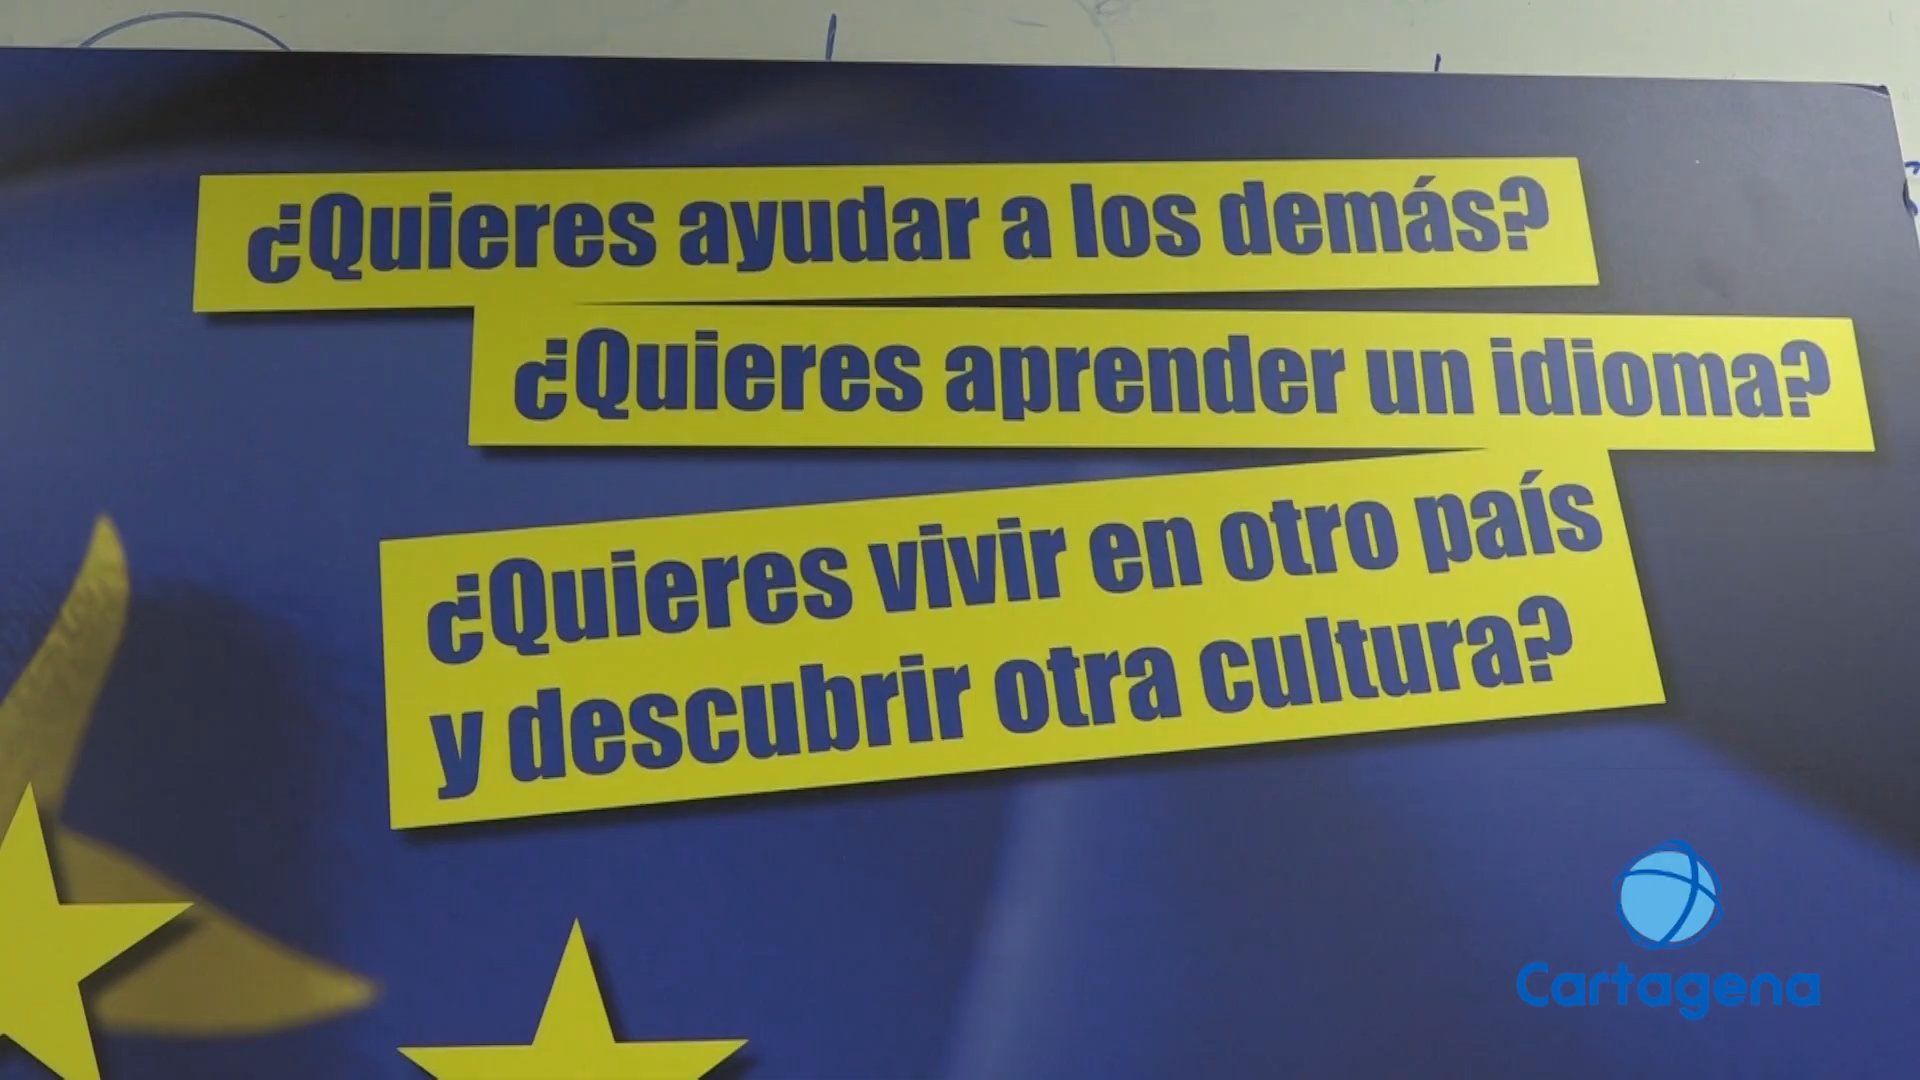 ¿Quieres ayudar a los demás?
¿Quieres aprender un idioma?
¿Quieres vivir en otro país
y descubrir otra cultura?
Cartagena